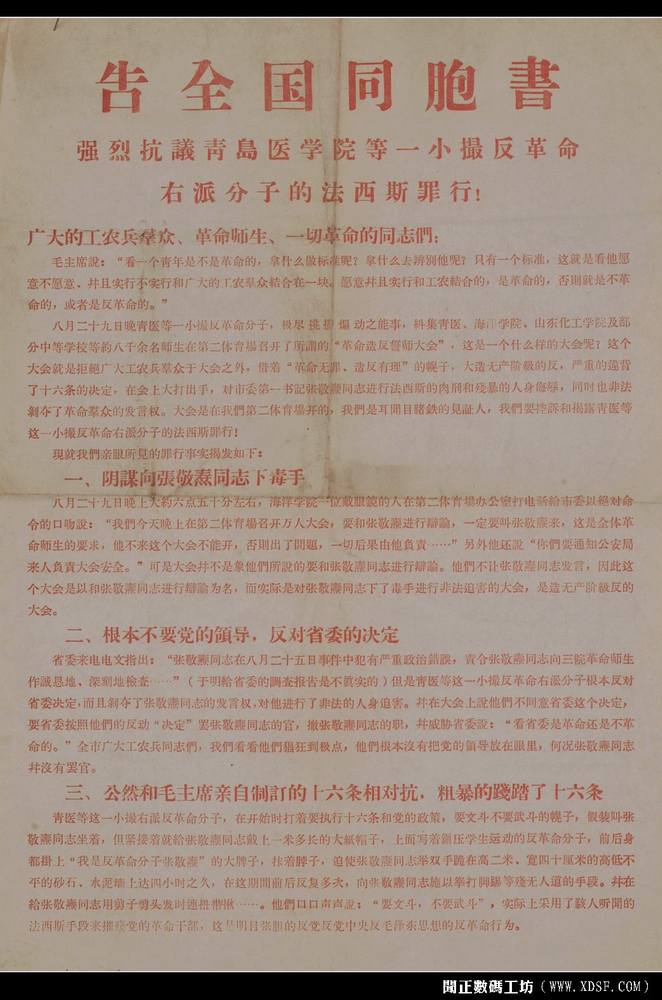 告全国同胞書
强烈抗議青島医学院等一小撮反革命
右派分子的法西斯罪行!
广大的工农兵羣众、革命师生、一切革命的同志們:
毛主席說:“看一个青年是不是革命的,拿什么做标准呢?拿什么去辨别他呢?只有一个标准,这就是看他愿
意不愿意、幷且实行不实行和广大的工农羣众結合在一块。愿意幷且实行和工农結合的,是革命的,否則就是不革
命的,或者是反革命的。”
八月二十九日晚青医等一小撮反革命分子,极尽挑拨煽动之能事,糾集青医、海洋学院、山东化工学院及部
分中等学校等約八千余名师生在第二体育場召开了所謂的“革命造反誓师大会”,这是一个什么样的大会呢?这个
大会就是拒絕广大工农兵羣众于大会之外,借着“革命无罪、造反有理”的幌子,大造无产阶級的反,严重的違背
了十六条的决定,在会上大打出手,对市委第一书記张敬燾同志进行法西斯的肉刑和殘暴的人身侮辱,同时也非法
剝夺了革命羣众的发言权。大会是在我們第二体育場开的,我們是耳聞目睹鉄的見証人,我們要控訴和揭露青医等
这一小撮反革命右派分子的法西斯罪行!
現就我們亲眼所見的罪行事实揭发如下:
一、阴謀向張敬燾同志下毒手
八月二十九日晚上大約六点五十分左右,海洋学院一位戴眼鏡的人在第二体育場办公室打电話給市委以絕对命
令的口吻說:“我們今天晚上在第二体育場召开万人大会,要和张敬燾进行辯論,一定要叫张敬燾来,这是全体革
命师生的要求,他不来这个大会不能开,否則出了問題,一切后果由他負責……”另外他还說“你們要通知公安局
来人負責大会安全。”可是大会幷不是象他們所說的要和张敬燾同志进行辯論。他們不让张敬燾同志发言,因此这
个大会是以和张敬燾同志进行辯論为名,而实际是对张敬燾同志下了毒手进行非法迫害的大会,是造无产阶級反的
大会。
二、根本不要党的領导,反对省委的决定
省委来电电文指出:“张敬燾同志在八月二十五日事件中犯有严重政治錯誤,責令张敬燾同志向三院革命师生
作誠恳地、深刻地檢查……”(于明給省委的調查报告是不眞实的)但是青医等这一小撮反革命右派分子根本反对
省委决定,而且剝夺了张敬燾同志的发言权,对他进行了非法的人身迫害。幷在大会上說他們不同意省委这个决定,
要省委按照他們的反动“决定”罢张敬燾同志的官,撤张敬燾同志的职,幷威胁省委說:“看省委是革命还是不革
命的。”全市广大工农兵同志們,我們看看他們猖狂到极点,他們根本沒有把党的領导放在眼里,何况张敬燾同志
幷沒有罢官。
三、公然和毛主席亲自制訂的十六条相对抗,粗暴的踐踏了十六条
青医等这一小撮右派反革命分子,在开始时打着要执行十六条和党的政策,要文斗不要武斗的幌子,假装叫张
敬燾同志坐着,但紧接着就給张敬燾同志戴上一米多长的大紙帽子,上面写着鎭压学生运动的反革命分子,前后身
都掛上“我是反革命分子张敬燾”的大牌子,挂着脖子,迫使张敬燾同志举双手跪在高二米、寬四十厘米的高低不
平的砂石、水泥墙上达四小时之久,在这期間前后反复多次,向张敬燾同志施以拳打脚踢等殘无人道的手段。幷在
給张敬燾同志用剪子剪头发时連扭带揪……。他們口口声声說:“要文斗,不要武斗”,实际上采用了駭人听聞的
法西斯手段来摧殘党的革命干部,这是明目张胆的反党反中央反毛泽东思想的反革命行为。
閑正數碼工坊(WWW.XDSF.COM)